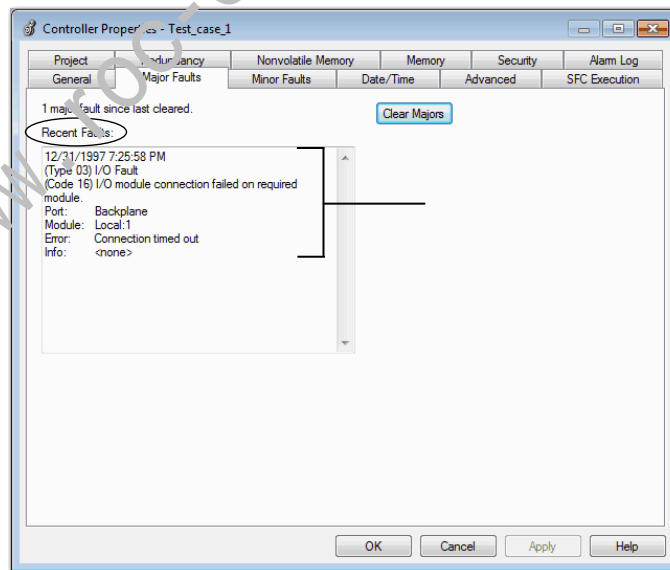 Controller Properties - Test_case_1
Project Redundancy Nonvolatile Memory Memory Security Alarm Log
General Major Faults Minor Faults Date/Time Advanced SFC Execution
1 major fault since last cleared.
Clear Majors
Recent Faults:
12/31/1997 7:25:58 PM
(Type 03) I/O Fault
(Code 16) I/O module connection failed on required
module.
Port: Backplane
Module: Local:1
Error: Connection timed out
Info: <none>
OK Cancel Apply Help